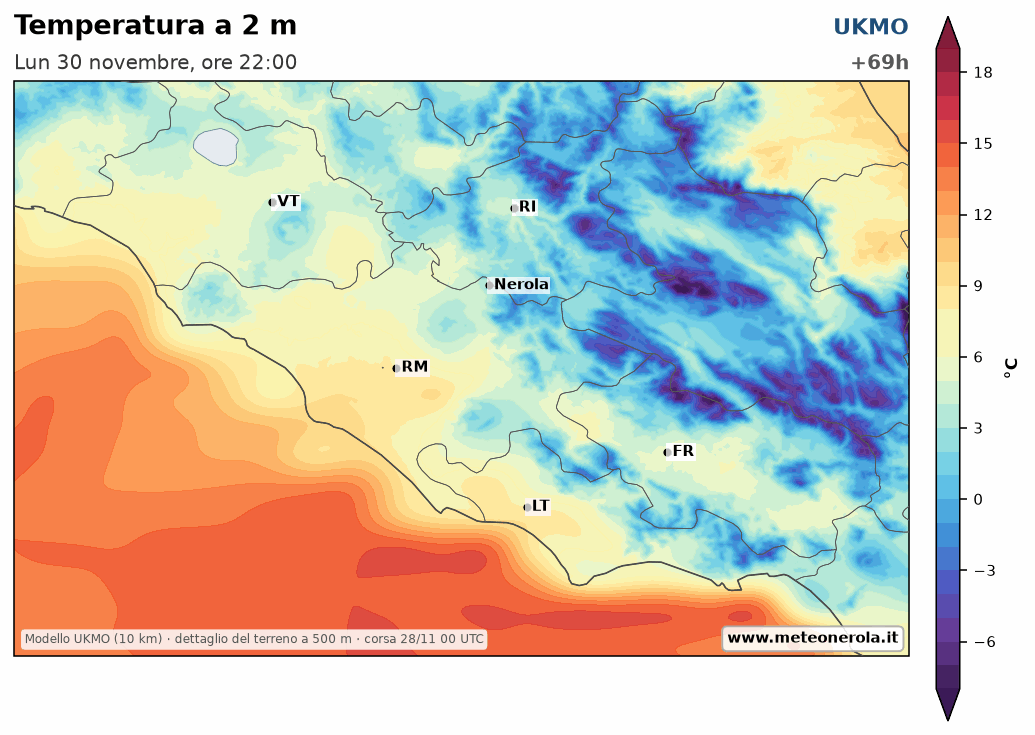 Temperatura a 2 m
UKMO
Lun 30 novembre, ore 22:00
+69h
VT
RI
Nerola
RM
FR
LT
18
15
12
9
6
3
0
−3
−6
°C
Modello UKMO (10 km) · dettaglio del terreno a 500 m · corsa 28/11 00 UTC
www.meteonerola.it